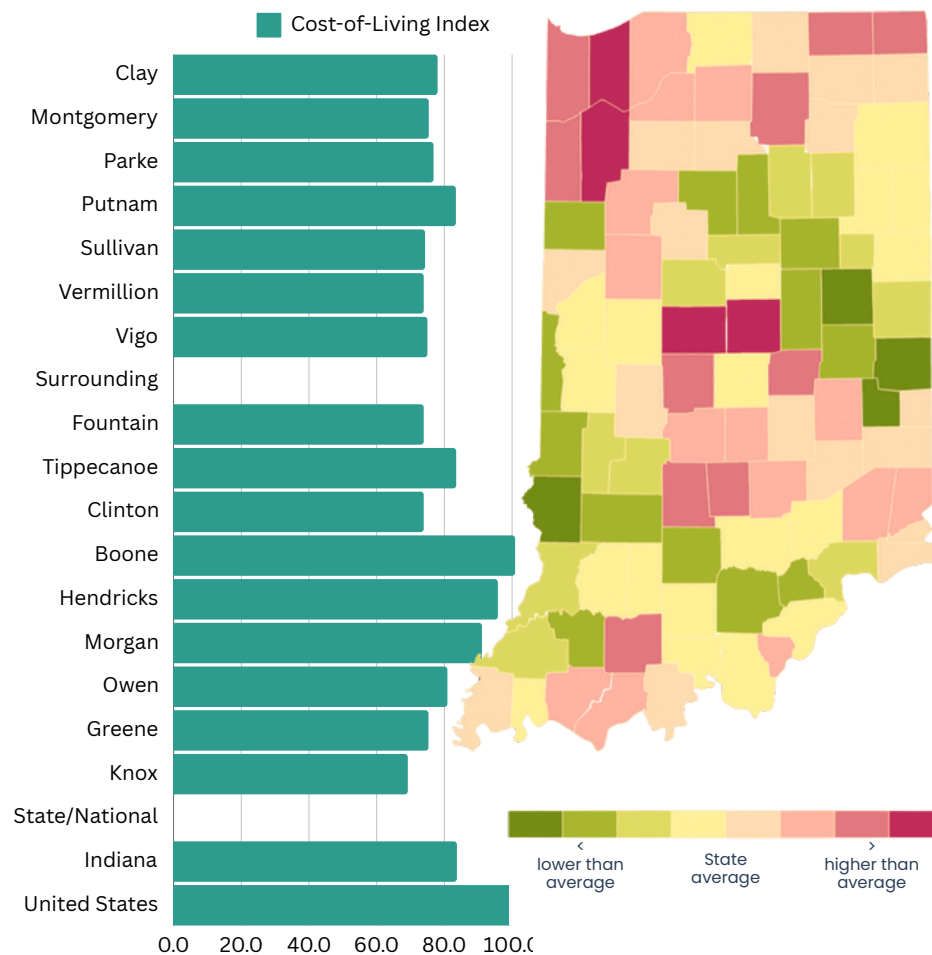 Cost-of-Living Index
Clay
Montgomery
Parke
Putnam
Sullivan
Vermillion
Vigo
Surrounding
Fountain
Tippecanoe
Clinton
Boone
Hendricks
Morgan
Owen
Greene
Knox
State/National
Indiana
United States
0.0 20.0 40.0 60.0 80.0 100.0
< > 
lower than State higher than
average average average